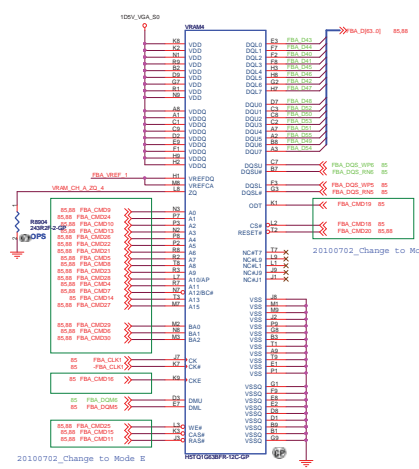 1D5V_VGA_S0
VRAM4
K8 VDD
K2 VDD
N1 VDD
R9 VDD
B2 VDD
D9 VDD
G7 VDD
R1 VDD
N9 VDD
A8 VDDQ
A1 VDDQ
C1 VDDQ
C9 VDDQ
D2 VDDQ
E9 VDDQ
F1 VDDQ
H9 VDDQ
H2 VDDQ
FBA_VREF_1 H1 VREFDQ
M8 VREFCA
VRAM_CH_A_ZQ_4 L8 ZQ
R8904
243R2F-2-GP
OPS
85,88 FBA_CMD9 N3 A0
85,88 FBA_CMD24 P7 A1
85,88 FBA_CMD10 P3 A2
85,88 FBA_CMD13 N2 A3
85,88 FBA_CMD26 P8 A4
85,88 FBA_CMD22 P2 A5
85,88 FBA_CMD21 R8 A6
85,88 FBA_CMD5 R2 A7
85,88 FBA_CMD8 T8 A8
85,88 FBA_CMD23 R3 A9
85,88 FBA_CMD28 L7 A10/AP
85,88 FBA_CMD4 R7 A11
85,88 FBA_CMD7 N7 A12/BC#
85,88 FBA_CMD14 T3 A13
85,88 FBA_CMD27 M7 A15
85,88 FBA_CMD29 M2 BA0
85,88 FBA_CMD6 N8 BA1
85,88 FBA_CMD30 M3 BA2
85 FBA_CLK1 J7 CK
85 -FBA_CLK1 K7 CK#
85,88 FBA_CMD16 K9 CKE
85 FBA_DQM6 D3 DMU
85 FBA_DQM5 E7 DML
85,88 FBA_CMD25 L3 WE#
85,88 FBA_CMD15 K3 CAS#
85,88 FBA_CMD11 J3 RAS#
20100702_Change to Mode E
H5TQ1G63BFR-12C-GP
GP
FBA_D[63..0] 85,88
DQL0 E3 FBA_D43
DQL1 F7 FBA_D44
DQL2 F2 FBA_D40
DQL3 F8
DQL4 H3
DQL5 H8 FBA_D46
DQL6 G2 FBA_D42
DQL7 H7 FBA_D47
DQU0 D7 FBA_D48
DQU1 C3 FBA_D52
DQU2 C8
DQU3 C2
DQU4 A7 FBA_D51
DQU5 A2 FBA_D55
DQU6 B8 FBA_D49
DQU7 A3 FBA_D54
DQSU C7 FBA_DQS_WP6 85
DQSU# B7 FBA_DQS_RN6 85
DQSL F3 FBA_DQS_WP5 85
DQSL# G3 FBA_DQS_RN5 85
ODT K1 FBA_CMD19 85
CS# L2 FBA_CMD18 85
RESET# T2 FBA_CMD20 85,88
20100702_Change to Mo
NC#T7 T7
NC#L9 L9
NC#L1 L1
NC#J9 J9
NC#J1 J1
VSS J8
VSS M1
VSS M9
VSS J2
VSS P9
VSS G8
VSS B3
VSS T1
VSS A9
VSS T9
VSS E1
VSS P1
VSSQ G1
VSSQ F9
VSSQ E8
VSSQ E2
VSSQ D8
VSSQ D1
VSSQ B9
VSSQ B1
VSSQ G9